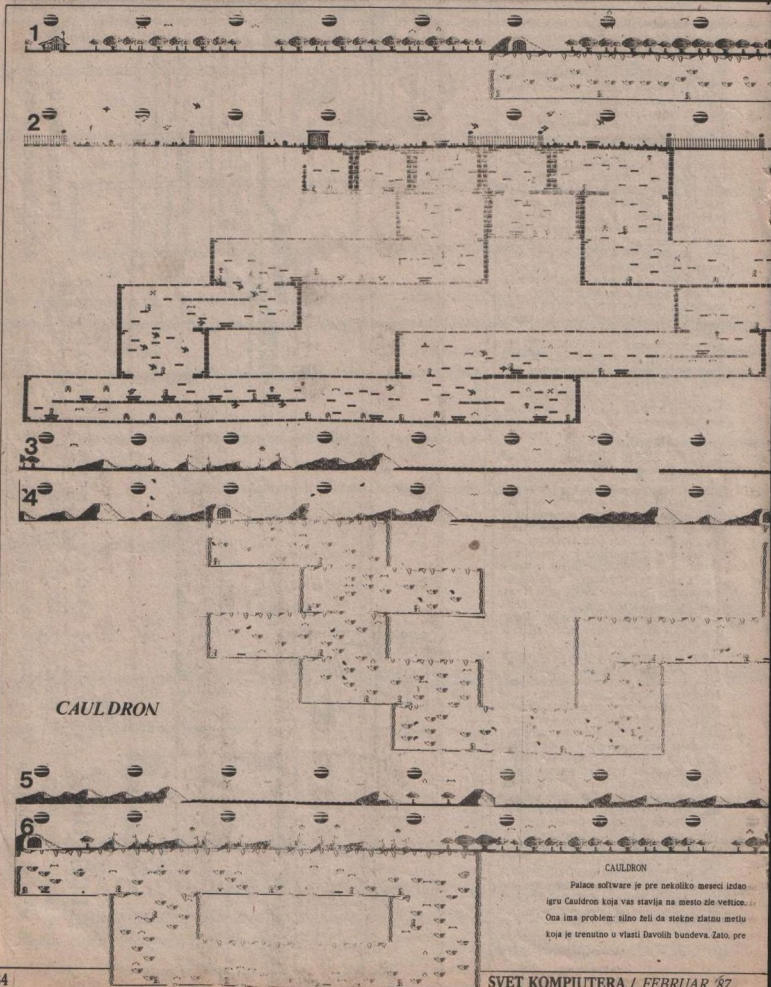 1
2
3
4
CAULDRON
5
6
CAULDRON
Palace software je pre nekoliko meseci izdao
igru Cauldron koja vas stavlja na mesto zle veštice.
Ona ima problem: silno želi da stekne zlatnu metlu
koja je trenutno u vlasti Đavolih bundeva. Zato, pre
SVET KOMPJUTERA / FEBRUAR '87